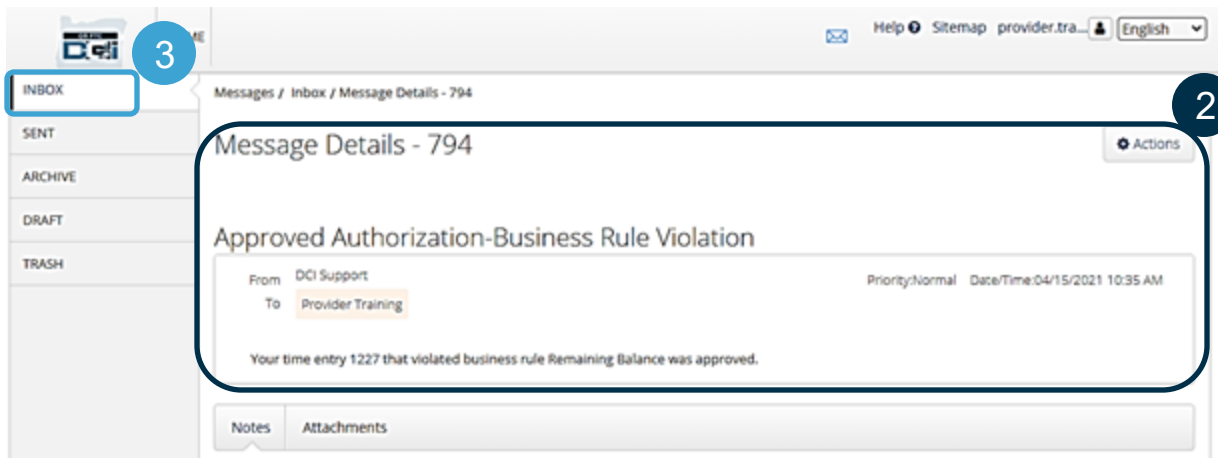 DCI
3
ME
Help Sitemap provider.tra... English
INBOX
SENT
ARCHIVE
DRAFT
TRASH
Messages / Inbox / Message Details - 794
2
Message Details - 794
Actions
Approved Authorization-Business Rule Violation
From DCI Support
Priority:Normal Date/Time:04/15/2021 10:35 AM
To Provider Training
Your time entry 1227 that violated business rule Remaining Balance was approved.
Notes Attachments